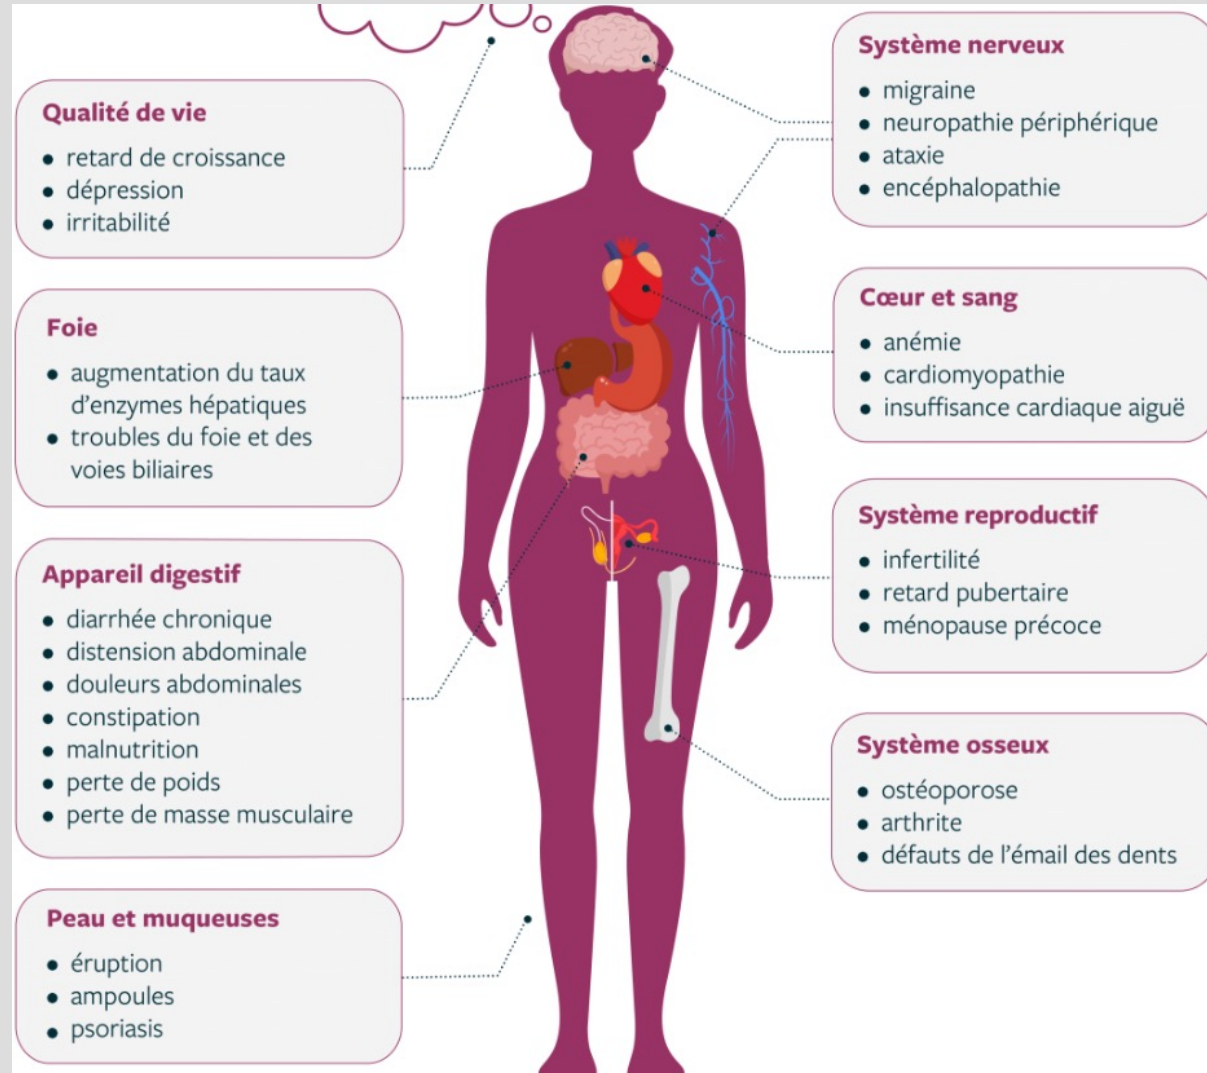 Qualité de vie
• retard de croissance
• dépression
• irritabilité
Foie
• augmentation du taux
d'enzymes hépatiques
• troubles du foie et des
voies biliaires
Appareil digestif
• diarrhée chronique
• distension abdominale
• douleurs abdominales
• constipation
• malnutrition
• perte de poids
• perte de masse musculaire
Peau et muqueuses
• éruption
• ampoules
• psoriasis
Système nerveux
• migraine
• neuropathie périphérique
• ataxie
• encéphalopathie
Cœur et sang
• anémie
• cardiomyopathie
• insuffisance cardiaque aiguë
Système reproductif
• infertilité
• retard pubertaire
• ménopause précoce
Système osseux
• ostéoporose
• arthrite
• défauts de l'émail des dents